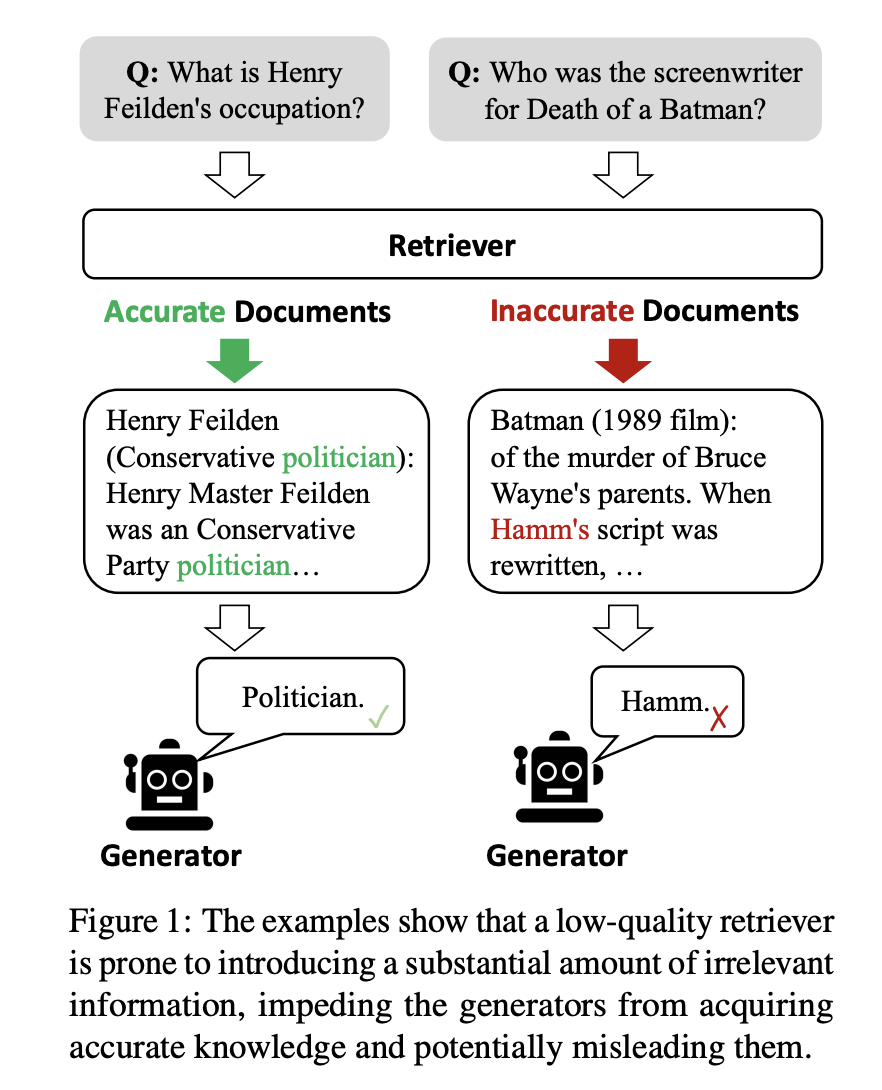 Q: What is Henry
Feilden's occupation?
Q: Who was the screenwriter
for Death of a Batman?
Retriever
Accurate Documents
Inaccurate Documents
Henry Feilden
(Conservative politician):
Henry Master Feilden
was an Conservative
Party politician…
Batman (1989 film):
of the murder of Bruce
Wayne's parents. When
Hamm's script was
rewritten, …
Politician.
Hamm.
Generator
Generator
Figure 1: The examples show that a low-quality retriever
is prone to introducing a substantial amount of irrelevant
information, impeding the generators from acquiring
accurate knowledge and potentially misleading them.